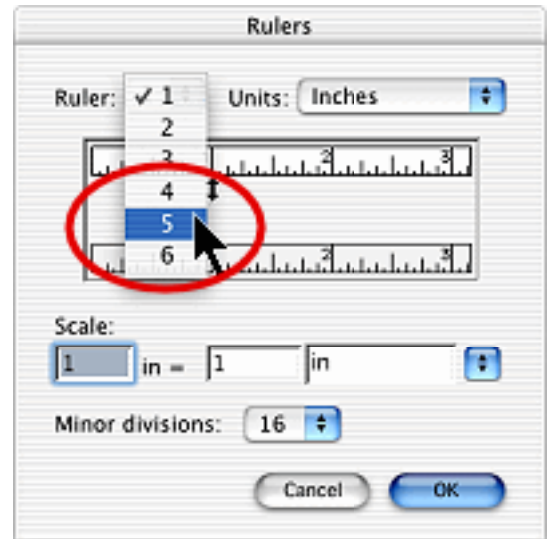 Rulers
Ruler: ✓ 1 Units: Inches
2
3 2 3
4
5
6 2 3
Scale:
1 in = 1 in
Minor divisions: 16
Cancel OK